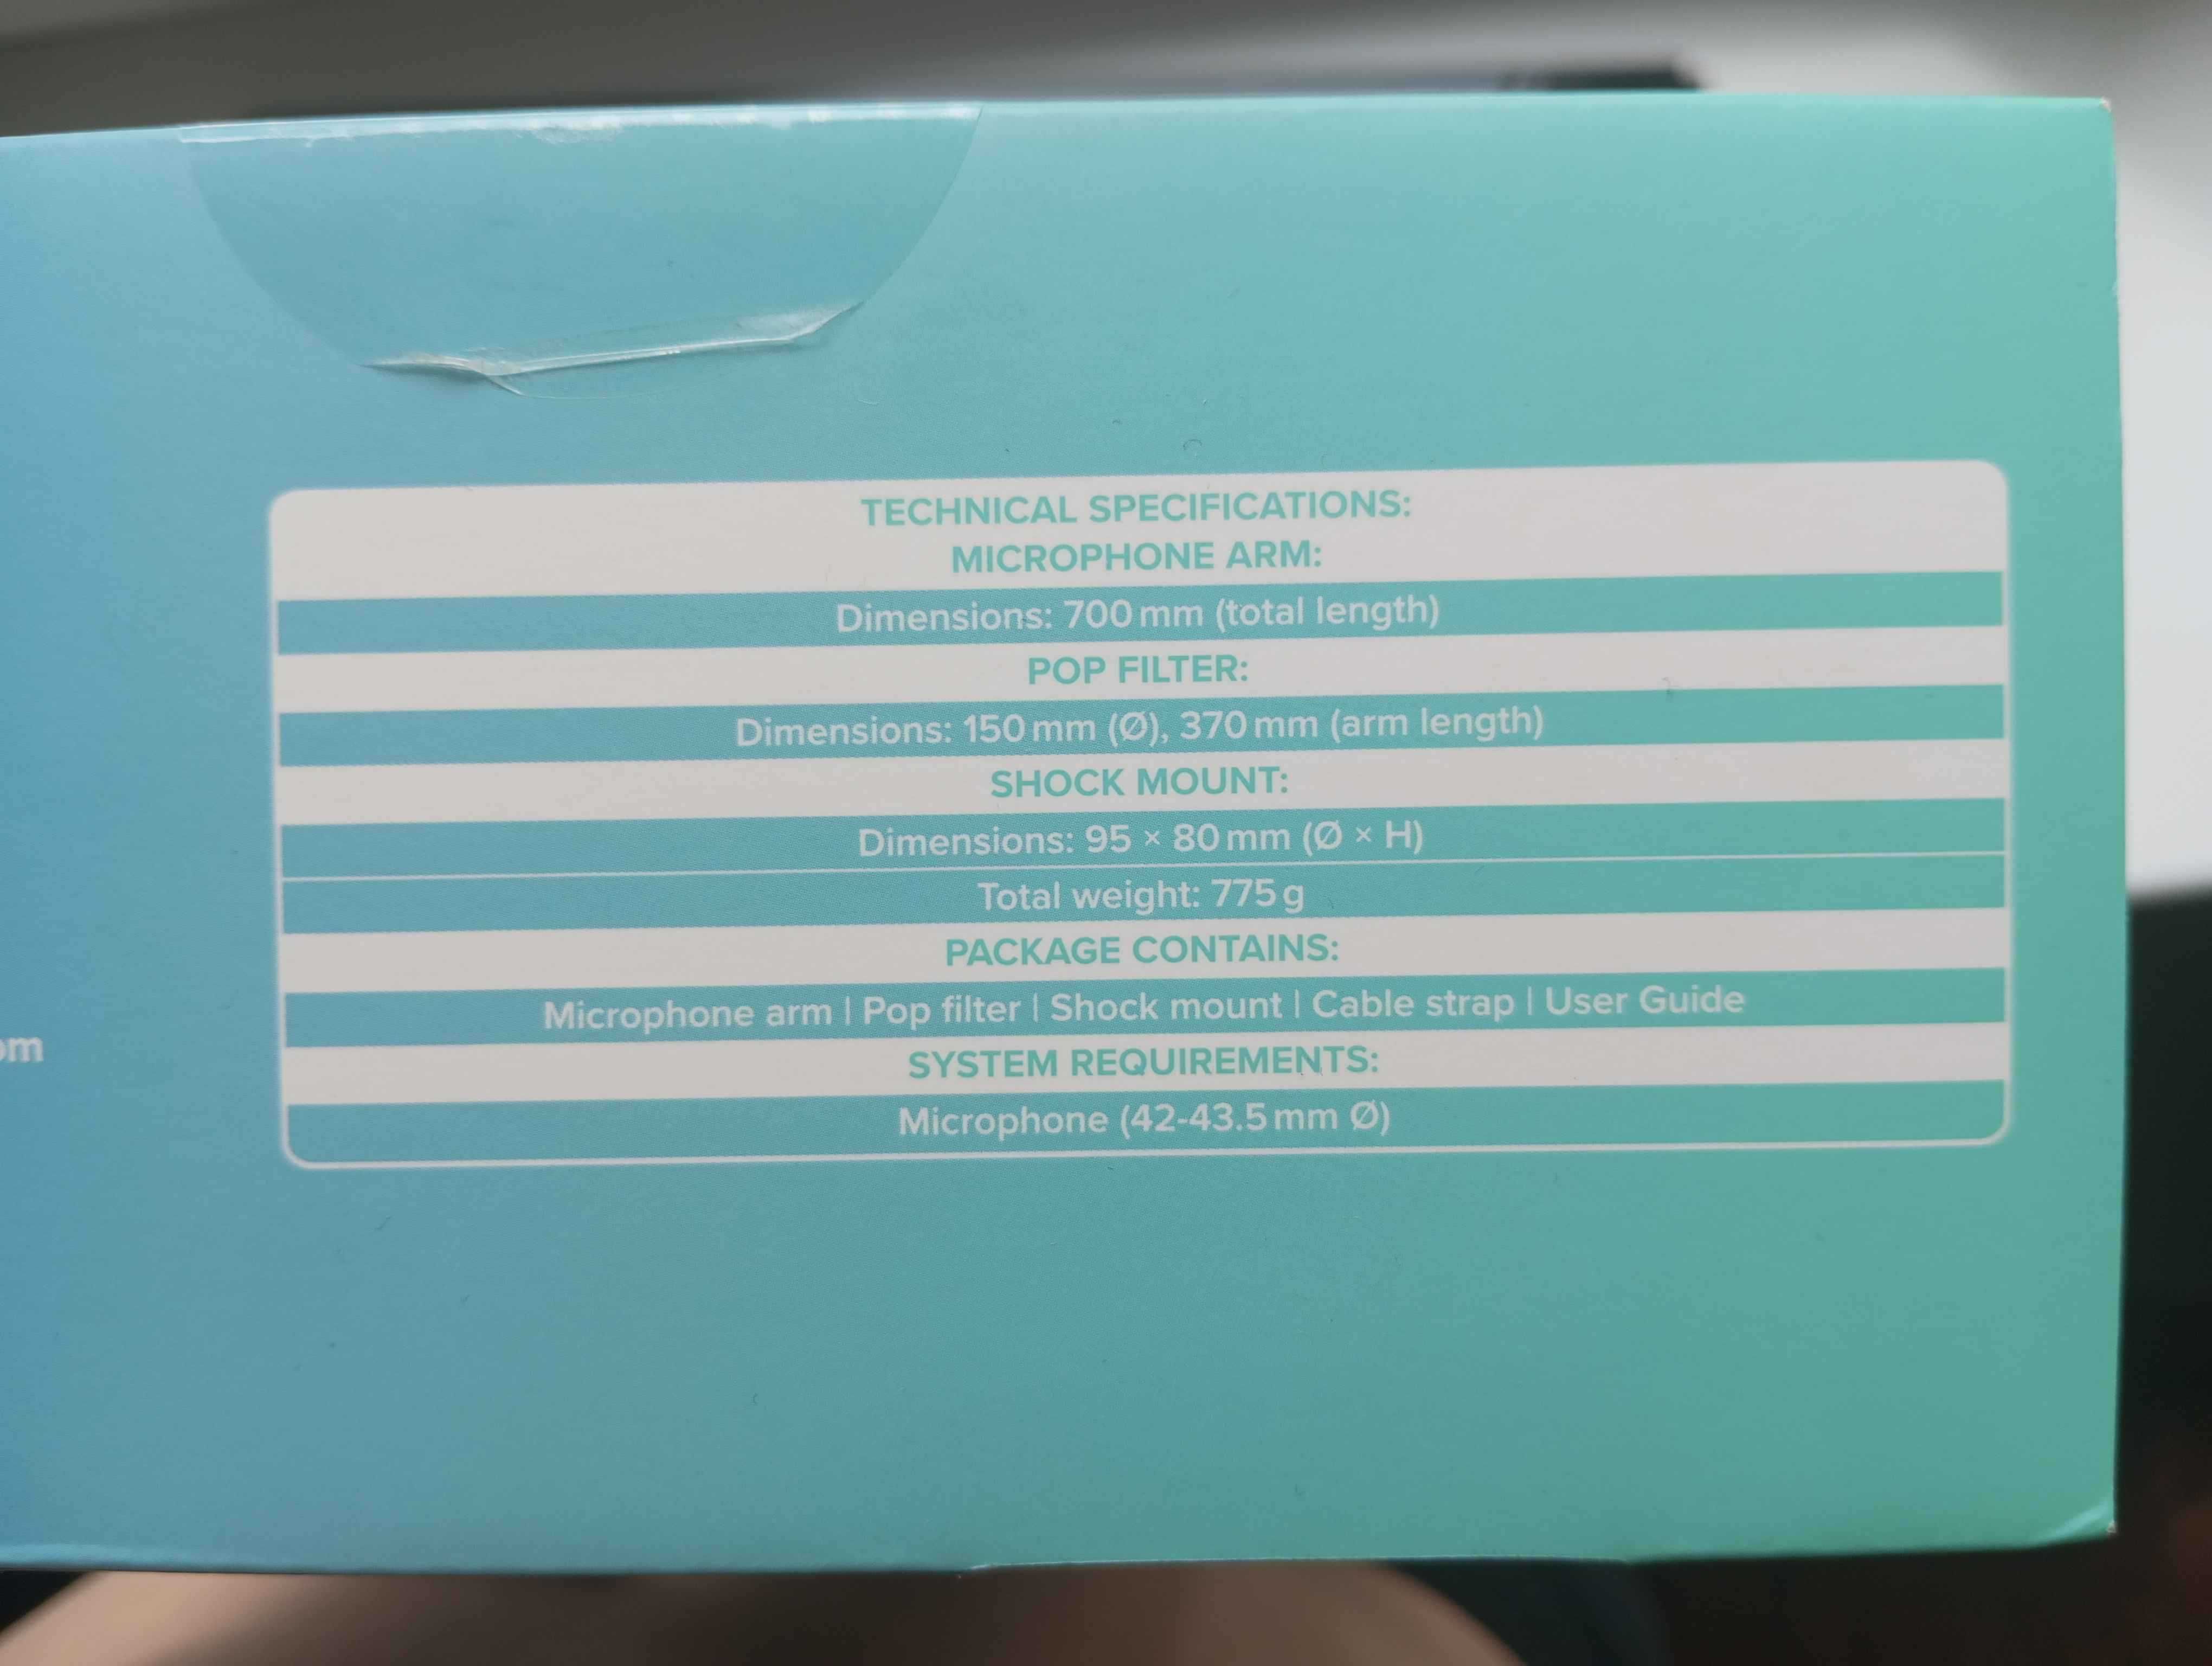 TECHNICAL SPECIFICATIONS:
MICROPHONE ARM:
Dimensions: 700 mm (total length)
POP FILTER:
Dimensions: 150 mm (Ø), 370 mm (arm length)
SHOCK MOUNT:
Dimensions: 95 × 80 mm (Ø × H)
Total weight: 775 g
PACKAGE CONTAINS:
Microphone arm | Pop filter | Shock mount | Cable strap | User Guide
SYSTEM REQUIREMENTS:
Microphone (42-43.5 mm Ø)